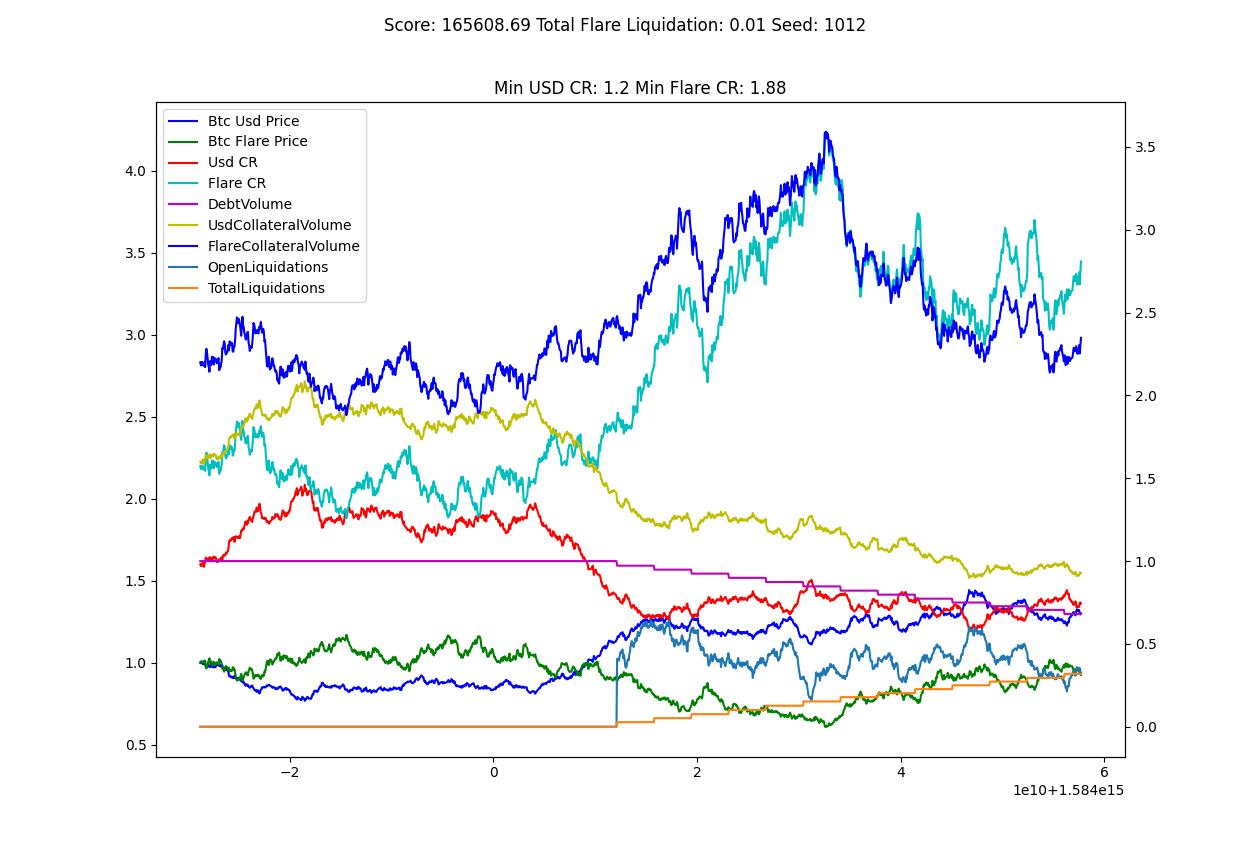 Score: 165608.69 Total Flare Liquidation: 0.01 Seed: 1012
Min USD CR: 1.2 Min Flare CR: 1.88
Btc Usd Price
Btc Flare Price
Usd CR
Flare CR
DebtVolume
UsdCollateralVolume
FlareCollateralVolume
OpenLiquidations
TotalLiquidations
4.0
3.5
3.0
2.5
2.0
1.5
1.0
0.5
3.5
3.0
2.5
2.0
1.5
1.0
0.5
0.0
−2 0 2 4 6
1e10+1.584e15